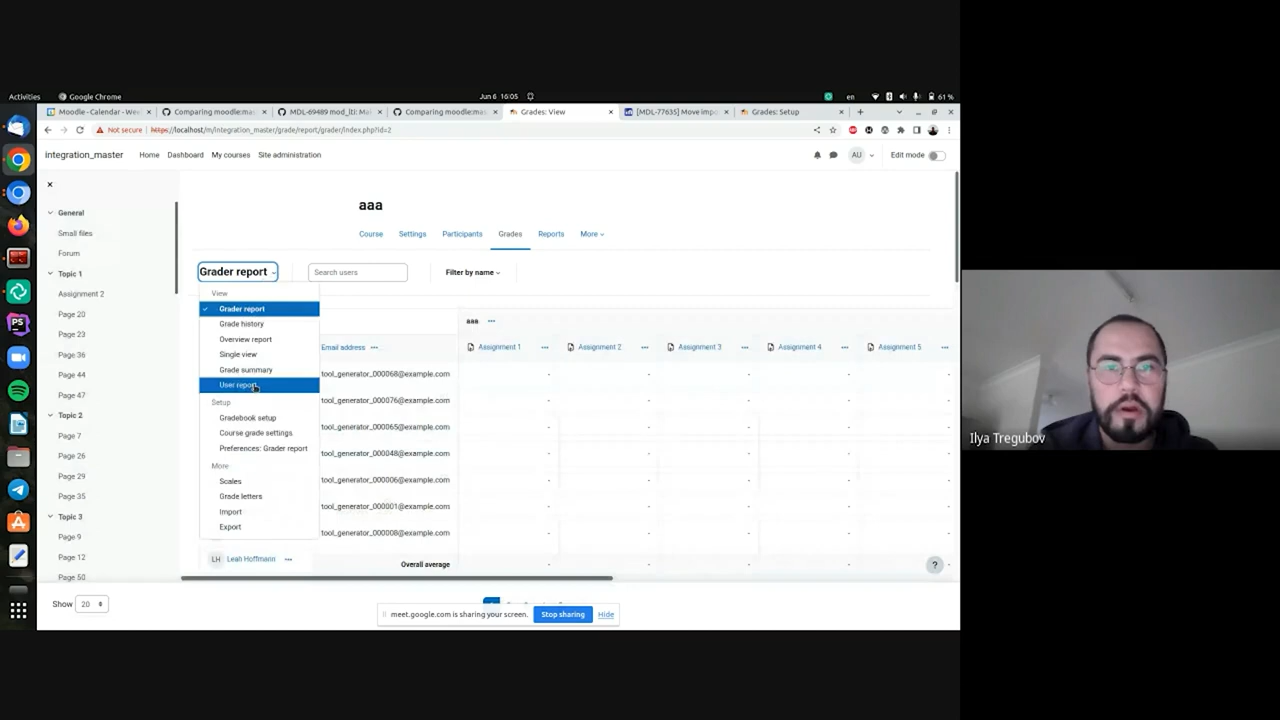 Activities
Google Chrome
Jun 6 16:05
en
61 %
Moodle - Calendar - Wee
Comparing moodle:mas
MDL-69489 mod_lti: Mai
Comparing moodle:mas
Grades: View
[MDL-77635] Move impo
Grades: Setup
Not secure
https://localhost/m/integration_master/grade/report/grader/index.php?id=2
integration_master
Home
Dashboard
My courses
Site administration
AU
Edit mode
General
Small files
Forum
Topic 1
Assignment 2
Page 20
Page 23
Page 36
Page 44
Page 47
Topic 2
Page 7
Page 26
Page 29
Page 35
Topic 3
Page 9
Page 12
Page 50
aaa
Course
Settings
Participants
Grades
Reports
More
Grader report
Search users
Filter by name
View
Grader report
Grade history
Overview report
Single view
Grade summary
User report
Setup
Gradebook setup
Course grade settings
Preferences: Grader report
More
Scales
Grade letters
Import
Export
aaa
Email address
Assignment 1
Assignment 2
Assignment 3
Assignment 4
Assignment 5
tool_generator_000068@example.com
- - - - -
tool_generator_000076@example.com
- - - - -
tool_generator_000065@example.com
- - - - -
tool_generator_000048@example.com
- - - - -
tool_generator_000006@example.com
- - - - -
tool_generator_000001@example.com
- - - - -
tool_generator_000008@example.com
- - - - -
LH
Leah Hoffmann
Overall average
- - - - -
?
Show
20
meet.google.com is sharing your screen.
Stop sharing
Hide
Ilya Tregubov